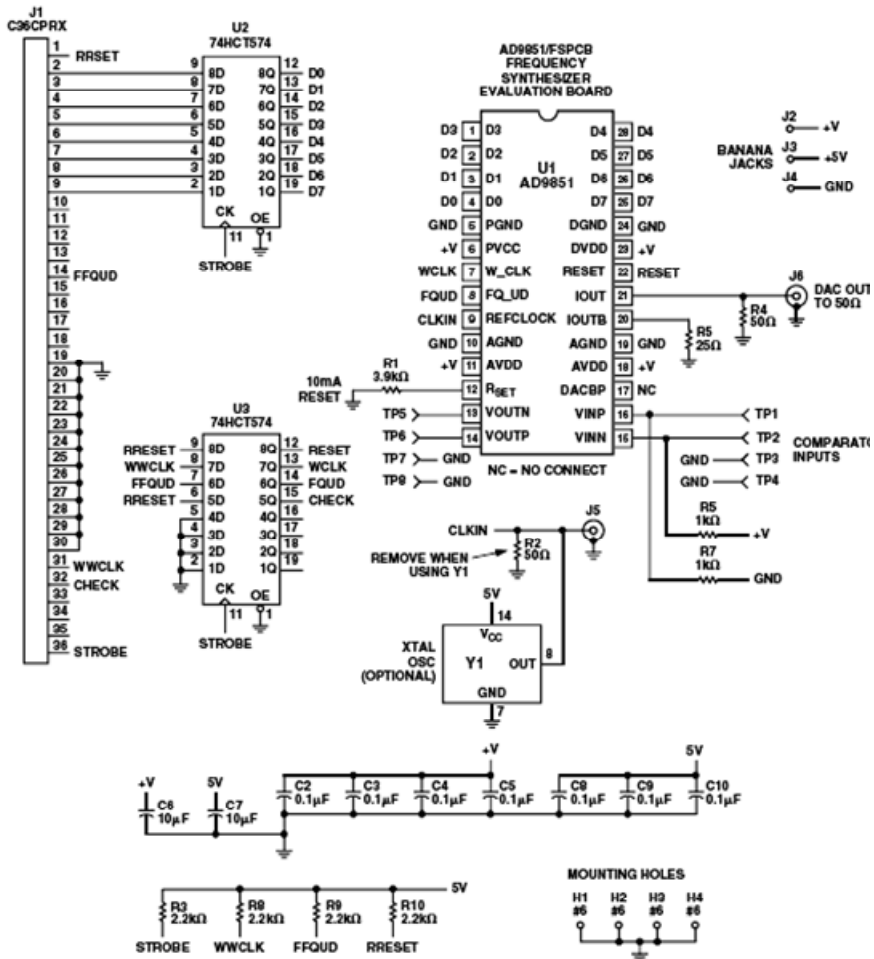 J1
C36CPRX
1
RRSET
2
3
4
5
6
7
8
9
10
11
12
13
14
FFQUD
15
16
17
18
19
20
21
22
23
24
25
26
27
28
29
30
31
WWCLK
32
CHECK
33
34
35
36
STROBE
U2
74HCT574
9 8D 8Q 12 D0
8 7D 7Q 13 D1
7 6D 6Q 14 D2
6 5D 5Q 15 D3
5 4D 4Q 16 D4
4 3D 3Q 17 D5
3 2D 2Q 18 D6
2 1D 1Q 19 D7
CK OE
11 1
STROBE
U3
74HCT574
RRESET 9 8D 8Q 12 RESET
WWCLK 8 7D 7Q 13 WCLK
FFQUD 7 6D 6Q 14 FQUD
RRESET 6 5D 5Q 15 CHECK
5 4D 4Q 16
4 3D 3Q 17
3 2D 2Q 18
2 1D 1Q 19
CK OE
11 1
STROBE
AD9851/FSPCB
FREQUENCY
SYNTHESIZER
EVALUATION BOARD
U1
AD9851
D3 1 D3 D4 28 D4
D2 2 D2 D5 27 D5
D1 3 D1 D6 26 D6
D0 4 D0 D7 25 D7
GND 5 PGND DGND 24 GND
+V 6 PVCC DVDD 23 +V
WCLK 7 W_CLK RESET 22 RESET
FQUD 8 FQ_UD IOUT 21
CLKIN 9 REFCLOCK IOUTB 20
GND 10 AGND AGND 19 GND
+V 11 AVDD AVDD 18 +V
12 RSET DACBP 17 NC
TP5 13 VOUTN VINP 16 TP1
TP6 14 VOUTP VINN 15 TP2
TP7 GND
TP8 GND
NC = NO CONNECT
R1
3.9kΩ
10mA
RESET
J2
+V
BANANA
JACKS
J3
+5V
J4
GND
J6
DAC OUT
TO 50Ω
R4
50Ω
R5
25Ω
COMPARATO
INPUTS
GND TP3
GND TP4
R5
1kΩ
+V
R7
1kΩ
GND
CLKIN
J5
R2
50Ω
REMOVE WHEN
USING Y1
5V
14
VCC
XTAL
OSC
(OPTIONAL)
Y1 OUT 8
GND
7
+V
C6
10µF
5V
C7
10µF
+V
C2
0.1µF
C3
0.1µF
C4
0.1µF
C5
0.1µF
5V
C8
0.1µF
C9
0.1µF
C10
0.1µF
5V
R3
2.2kΩ
R8
2.2kΩ
R9
2.2kΩ
R10
2.2kΩ
STROBE WWCLK FFQUD RRESET
MOUNTING HOLES
H1 H2 H3 H4
#6 #6 #6 #6